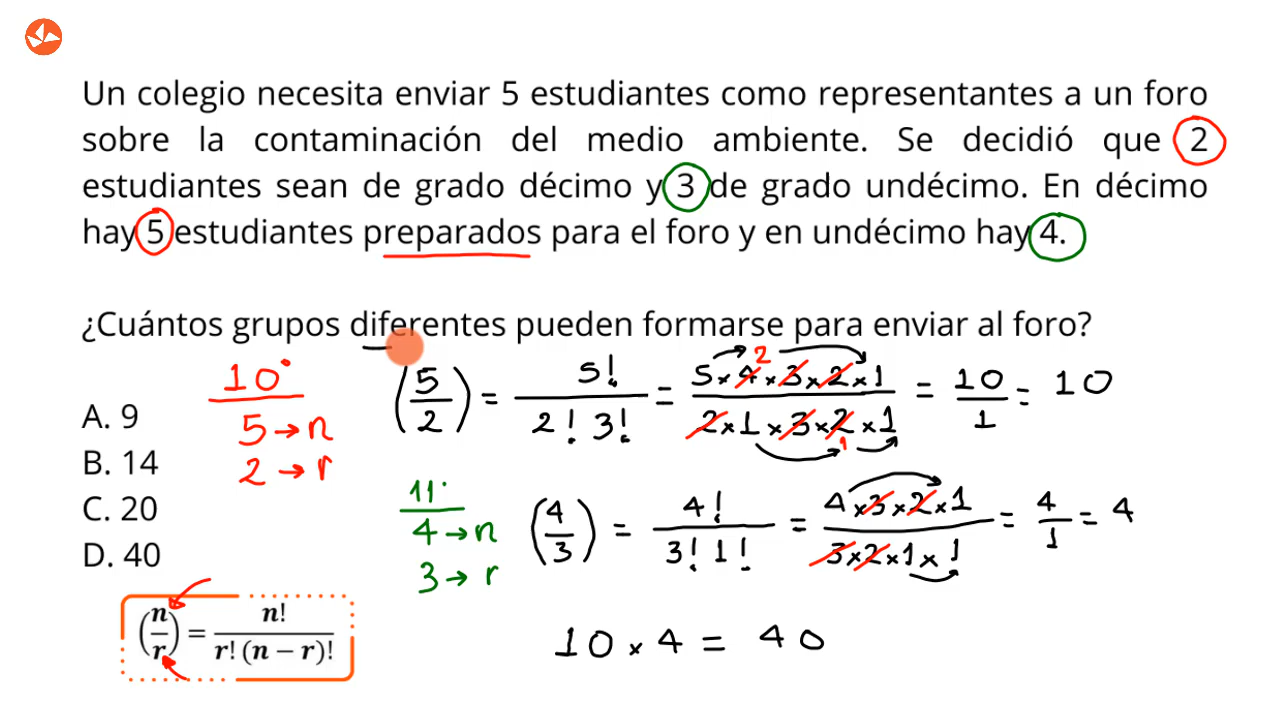 Un colegio necesita enviar 5 estudiantes como representantes a un foro
sobre la contaminación del medio ambiente. Se decidió que 2
estudiantes sean de grado décimo y 3 de grado undécimo. En décimo
hay 5 estudiantes preparados para el foro y en undécimo hay 4.
¿Cuántos grupos diferentes pueden formarse para enviar al foro?
A. 9
B. 14
C. 20
D. 40
10°
5 → n
2 → r
(5/2) = 5! / 2! 3! = 5 × 4 × 3 × 2 × 1 / 2 × 1 × 3 × 2 × 1 = 10/1 = 10
2
1
11°
4 → n
3 → r
(4/3) = 4! / 3! 1! = 4 × 3 × 2 × 1 / 3 × 2 × 1 × 1 = 4/1 = 4
(n/r) = n! / r! (n − r)!
10 × 4 = 40